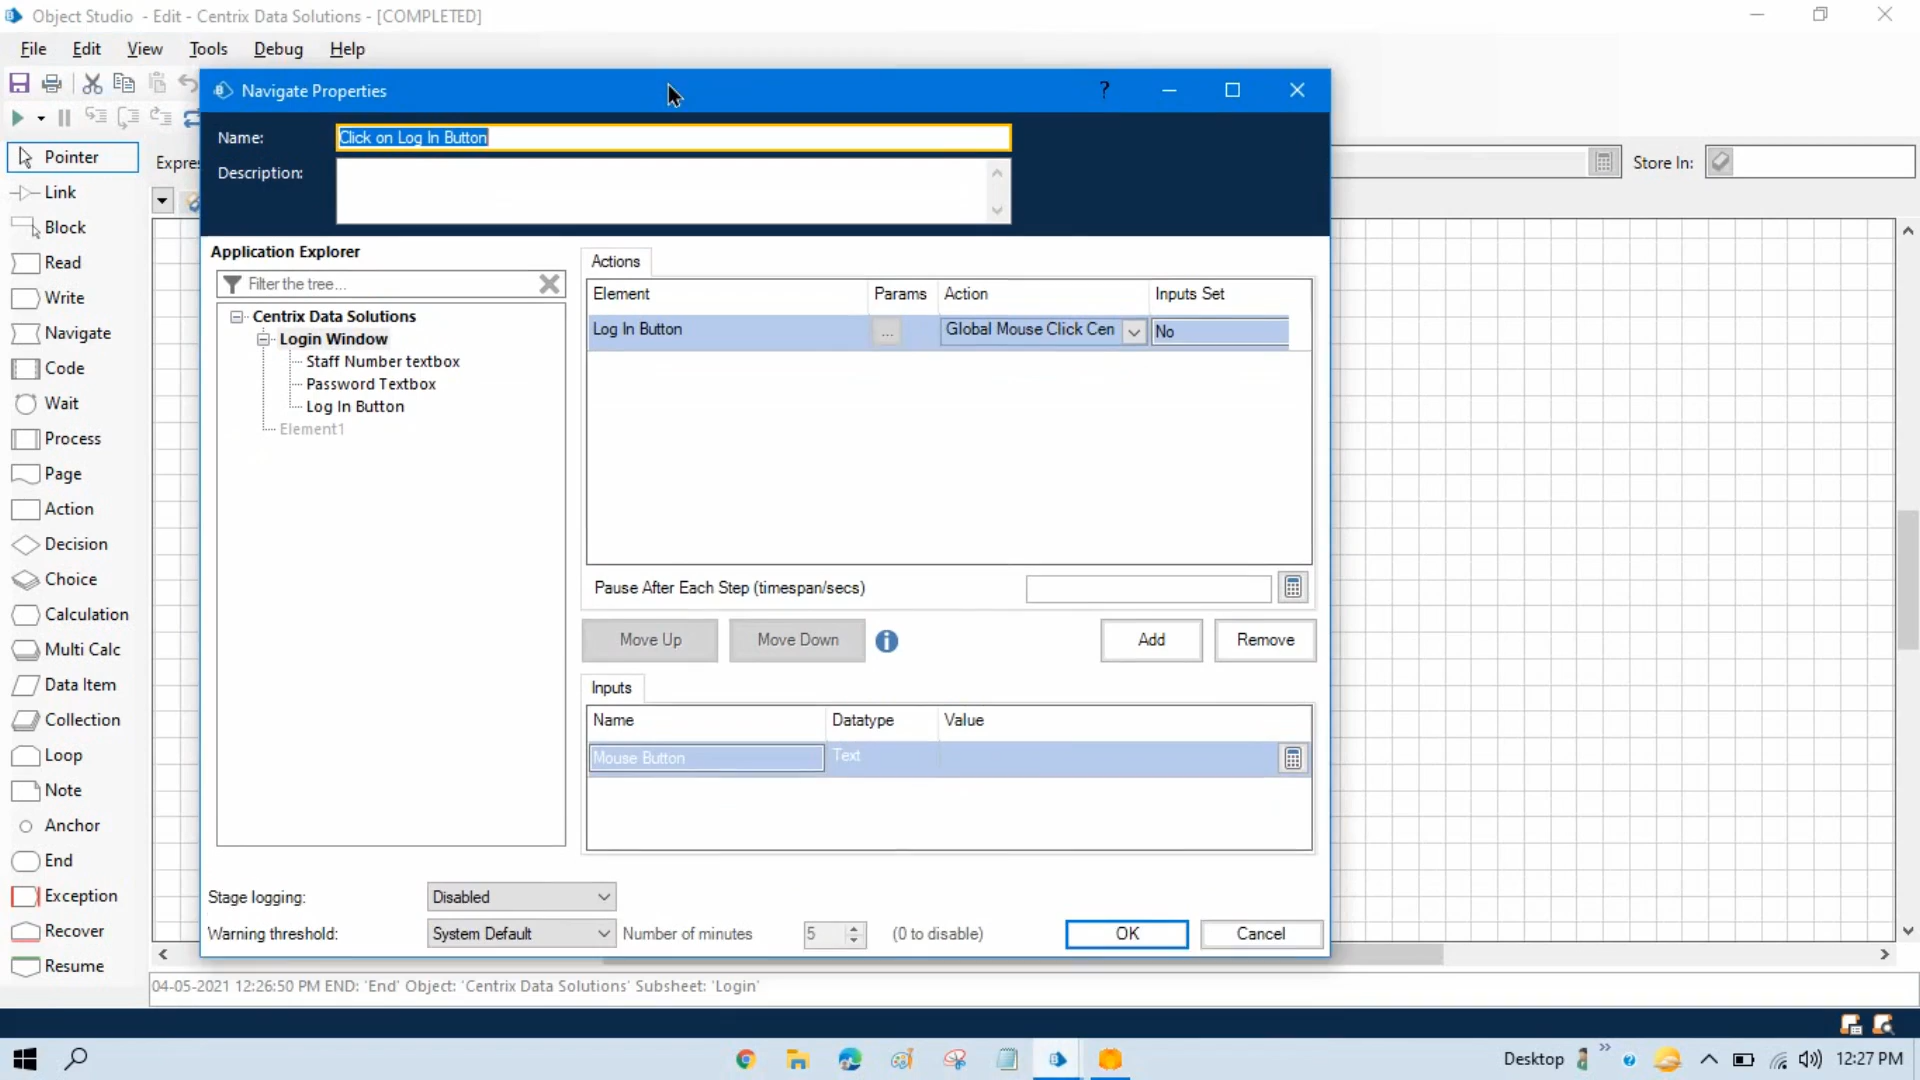 Object Studio - Edit - Centrix Data Solutions - [COMPLETED]
File Edit View Tools Debug Help
Navigate Properties
?
Name: Click on Log In Button
Description:
Pointer
Link
Block
Read
Write
Navigate
Code
Wait
Process
Page
Action
Decision
Choice
Calculation
Multi Calc
Data Item
Collection
Loop
Note
Anchor
End
Exception
Recover
Resume
Expres
Store In:
Application Explorer
Filter the tree...
Centrix Data Solutions
Login Window
Staff Number textbox
Password Textbox
Log In Button
Element1
Actions
Element Params Action Inputs Set
Log In Button ... Global Mouse Click Cen No
Pause After Each Step (timespan/secs)
Move Up Move Down i Add Remove
Inputs
Name Datatype Value
Mouse Button Text
Stage logging: Disabled
Warning threshold: System Default Number of minutes 5 (0 to disable)
OK Cancel
04-05-2021 12:26:50 PM END: 'End' Object: 'Centrix Data Solutions' Subsheet: 'Login'
Desktop 12:27 PM